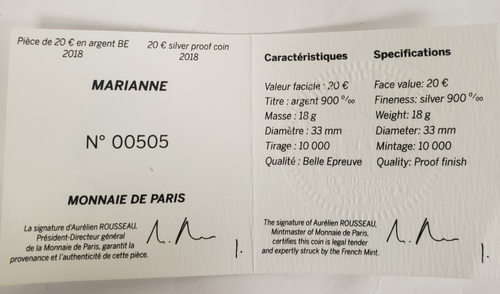 Pièce de 20 € en argent BE
2018
20 € silver proof coin
2018
MARIANNE
N° 00505
MONNAIE DE PARIS
La signature d'Aurélien ROUSSEAU,
Président-Directeur général
de la Monnaie de Paris, garantit la
provenance et l'authenticité de cette pièce.
Caractéristiques
Valeur faciale : 20 €
Titre : argent 900 °/oo
Masse : 18 g
Diamètre : 33 mm
Tirage : 10 000
Qualité : Belle Epreuve
Specifications
Face value: 20 €
Fineness: silver 900 °/oo
Weight: 18 g
Diameter: 33 mm
Mintage: 10 000
Quality: Proof finish
The signature of Aurélien ROUSSEAU,
Mintmaster of Monnaie de Paris,
certifies this coin is legal tender
and expertly struck by the French Mint.